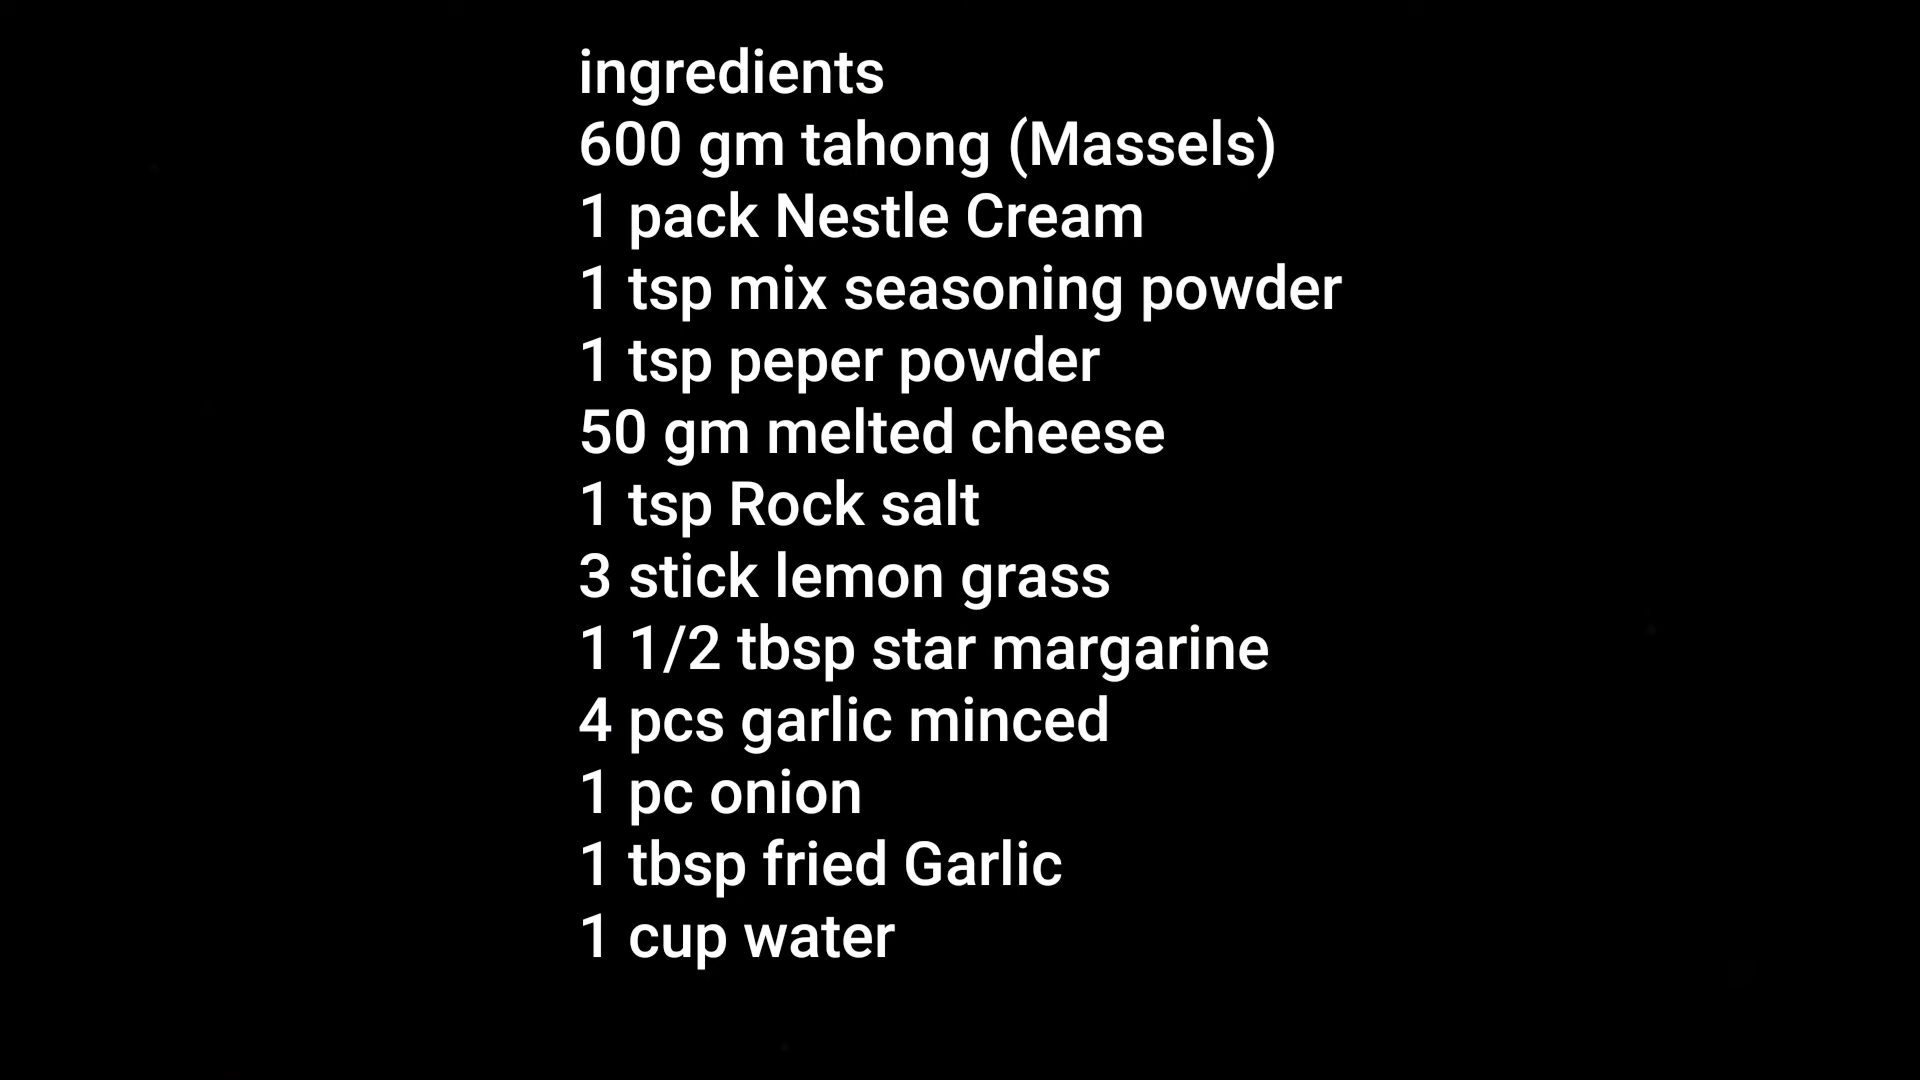 ingredients
600 gm tahong (Massels)
1 pack Nestle Cream
1 tsp mix seasoning powder
1 tsp peper powder
50 gm melted cheese
1 tsp Rock salt
3 stick lemon grass
1 1/2 tbsp star margarine
4 pcs garlic minced
1 pc onion
1 tbsp fried Garlic
1 cup water